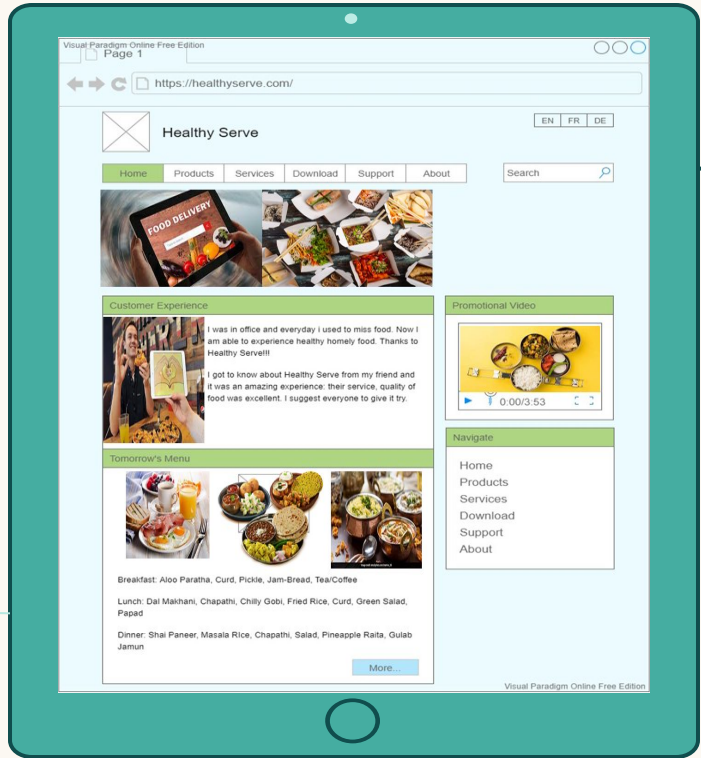 Visual Paradigm Online Free Edition
Page 1
https://healthyserve.com/
Healthy Serve
EN FR DE
Home Products Services Download Support About
Search
FOOD DELIVERY
Customer Experience
I was in office and everyday i used to miss food. Now I
am able to experience healthy homely food. Thanks to
Healthy Serve!!!
I got to know about Healthy Serve from my friend and
it was an amazing experience: their service, quality of
food was excellent. I suggest everyone to give it try.
Promotional Video
0:00/3:53
Navigate
Home
Products
Services
Download
Support
About
Tomorrow's Menu
Breakfast: Aloo Paratha, Curd, Pickle, Jam-Bread, Tea/Coffee
Lunch: Dal Makhani, Chapathi, Chilly Gobi, Fried Rice, Curd, Green Salad,
Papad
Dinner: Shai Paneer, Masala RIce, Chapathi, Salad, Pineapple Raita, Gulab
Jamun
More...
Visual Paradigm Online Free Edition